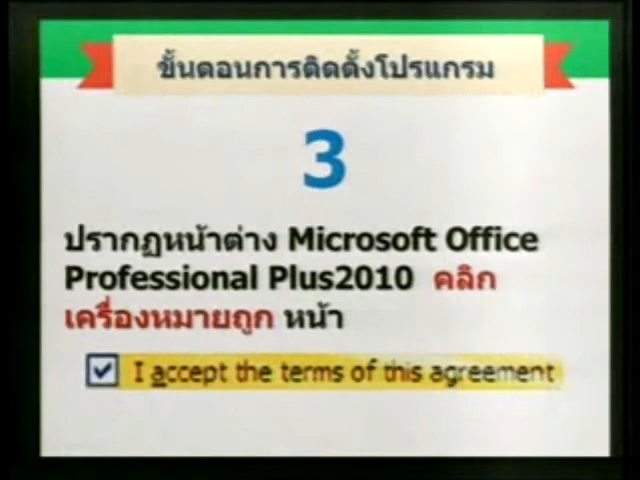 ขั้นตอนการติดตั้งโปรแกรม
3
ปรากฏหน้าต่าง Microsoft Office
Professional Plus2010 คลิก
เครื่องหมายถูก หน้า
I accept the terms of this agreement